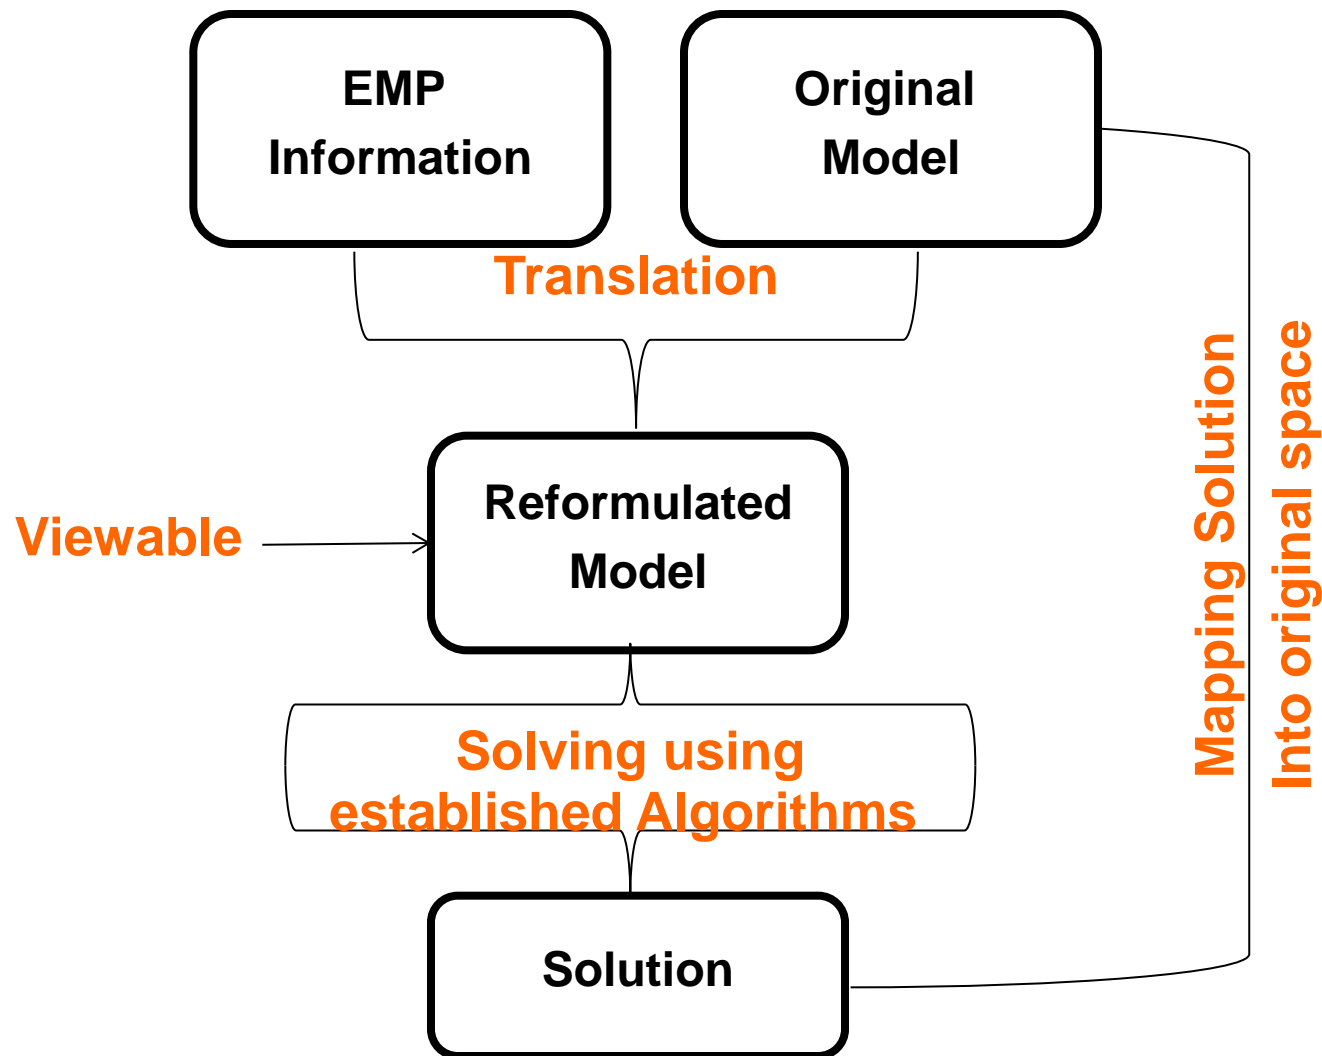 EMP
Information
Original
Model
Translation
Reformulated
Model
Viewable
Solving using
established Algorithms
Solution
Mapping Solution
Into original space